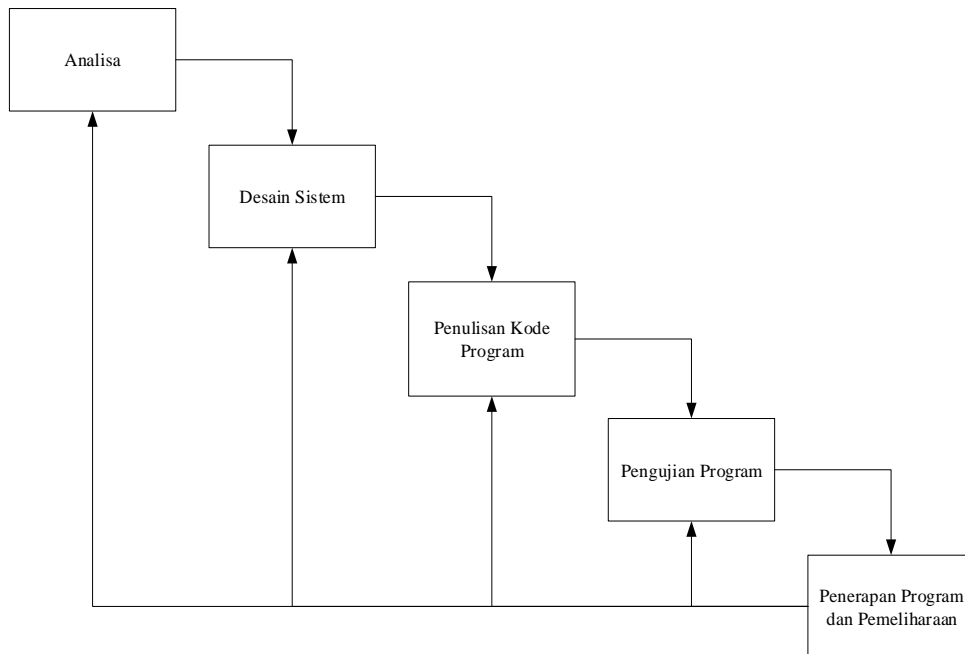 Analisa
Desain Sistem
Penulisan Kode
Program
Pengujian Program
Penerapan Program
dan Pemeliharaan